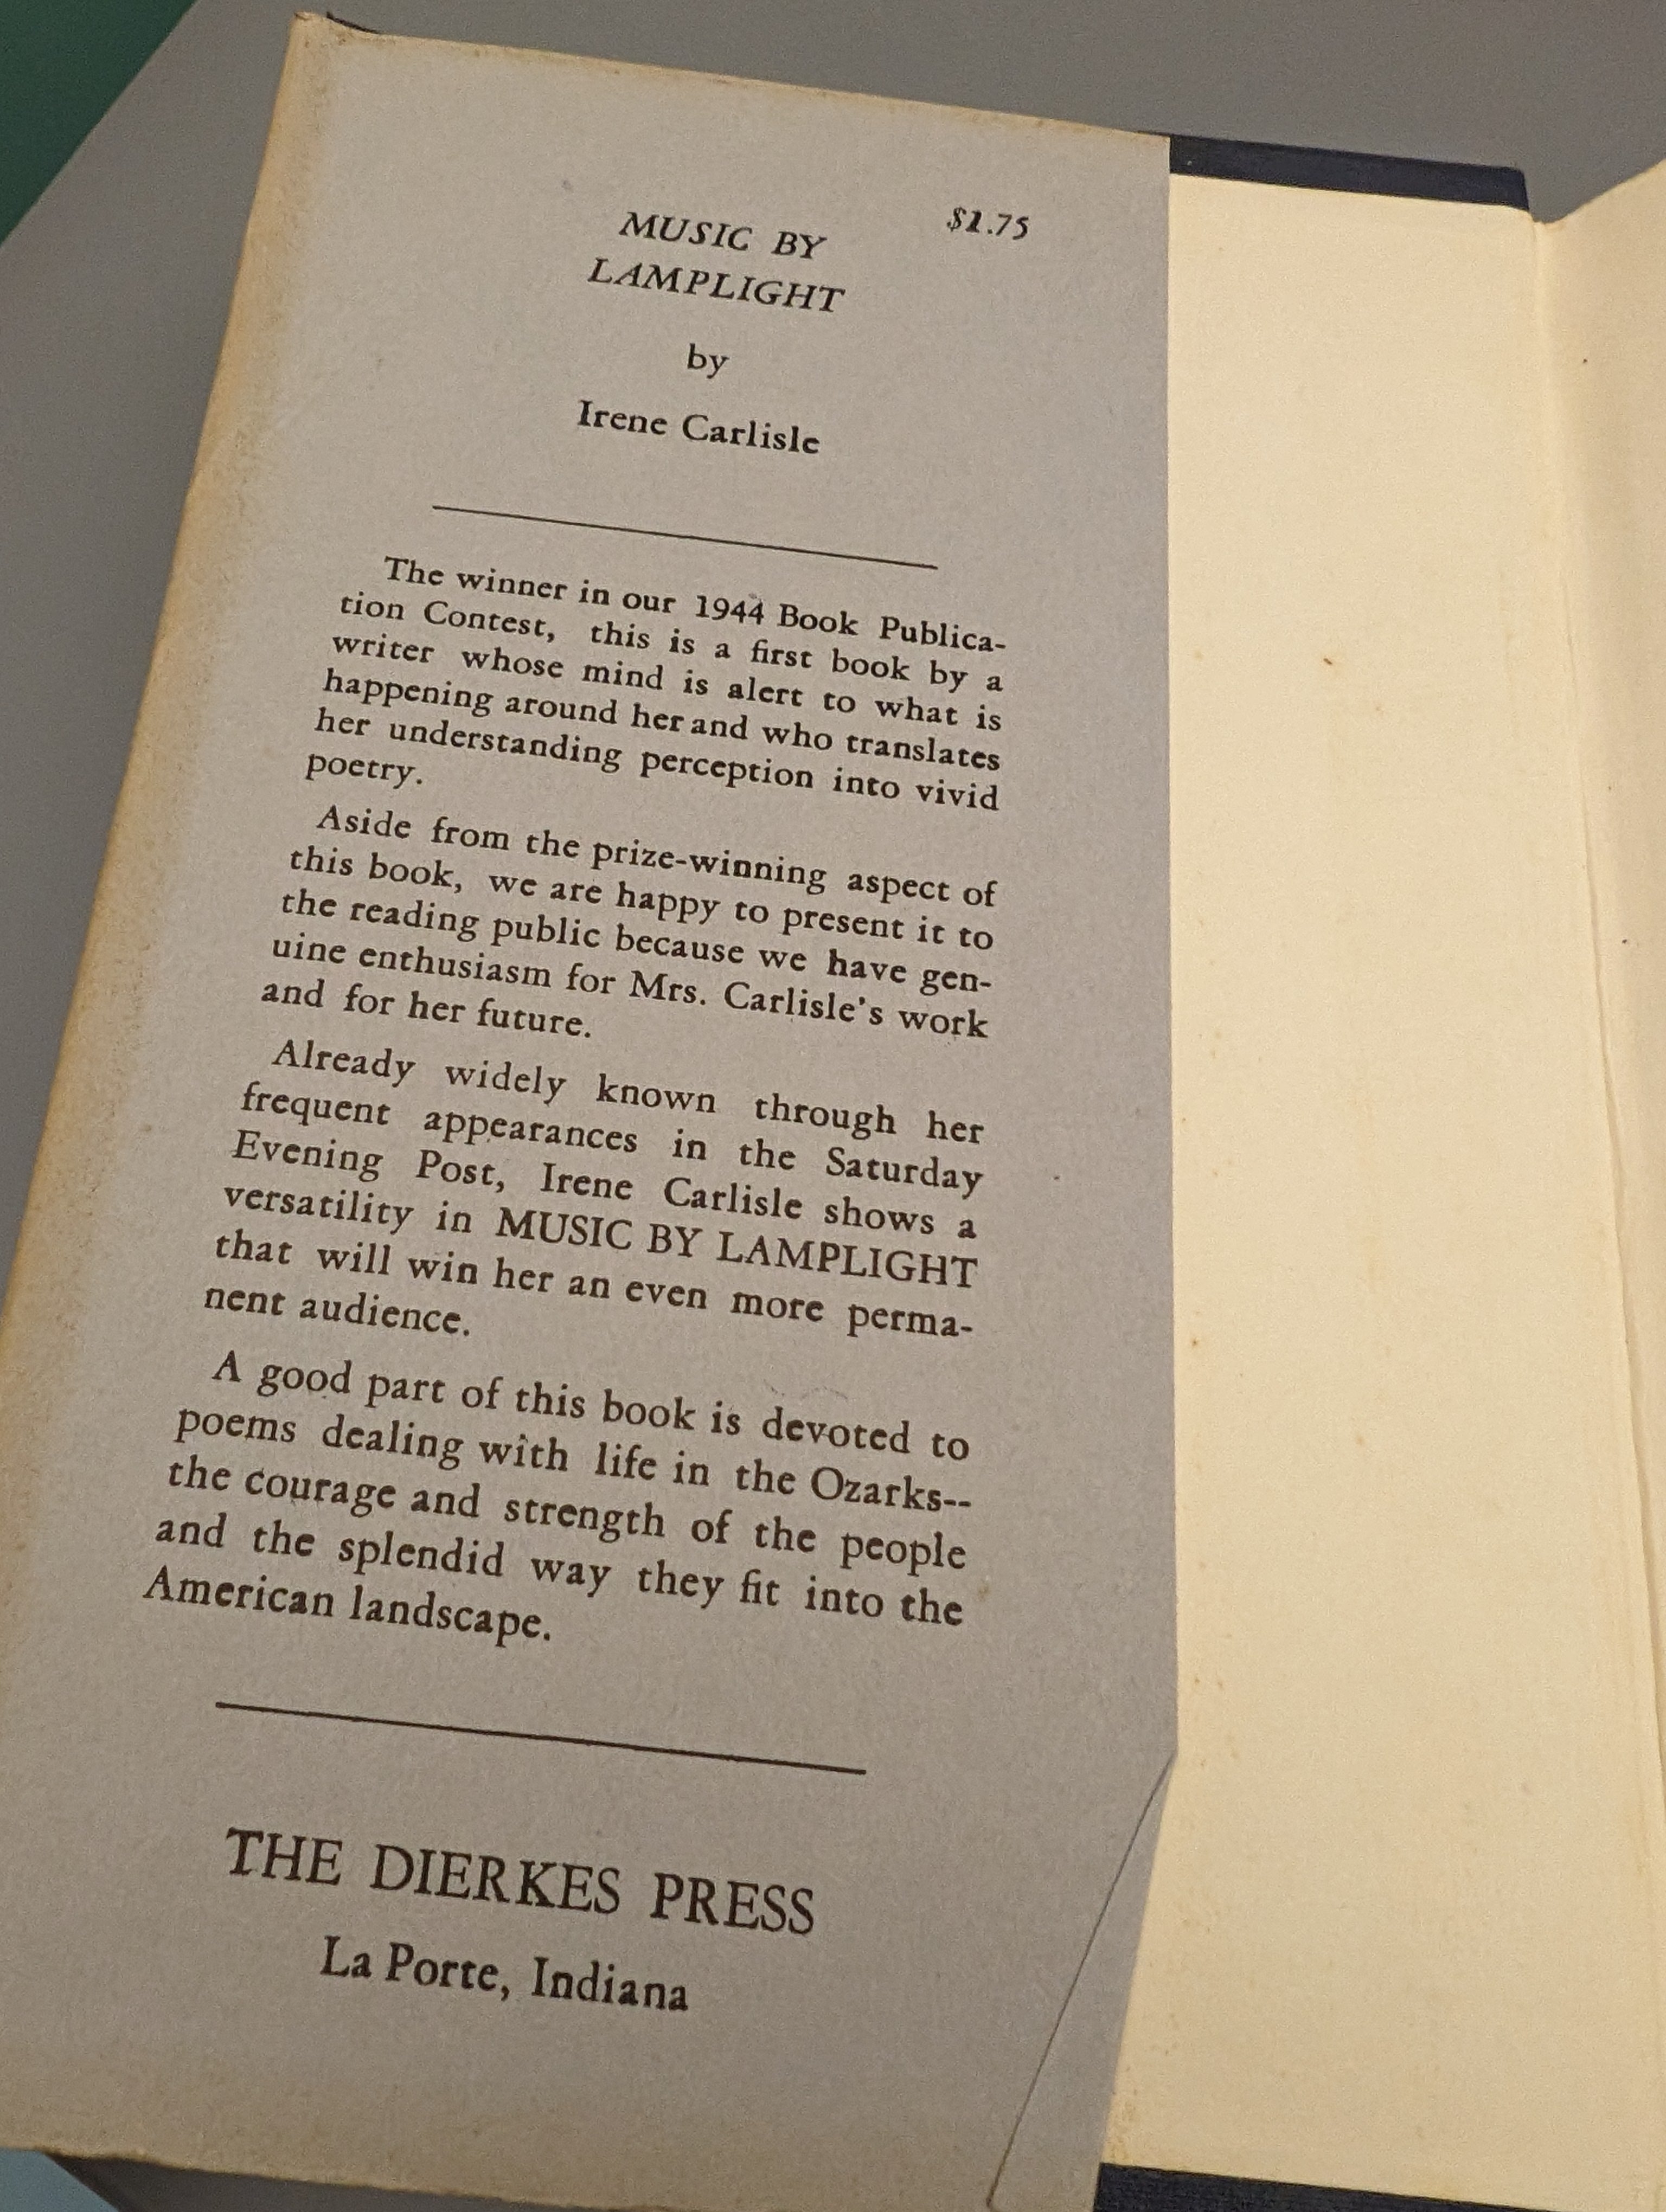 $1.75
MUSIC BY
LAMPLIGHT
by
Irene Carlisle
The winner in our 1944 Book Publica-
tion Contest, this is a first book by a
writer whose mind is alert to what is
happening around her and who translates
her understanding perception into vivid
poetry.
Aside from the prize-winning aspect of
this book, we are happy to present it to
the reading public because we have gen-
uine enthusiasm for Mrs. Carlisle's work
and for her future.
Already widely known through her
frequent appearances in the Saturday
Evening Post, Irene Carlisle shows a
versatility in MUSIC BY LAMPLIGHT
that will win her an even more perma-
nent audience.
A good part of this book is devoted to
poems dealing with life in the Ozarks--
the courage and strength of the people
and the splendid way they fit into the
American landscape.
THE DIERKES PRESS
La Porte, Indiana